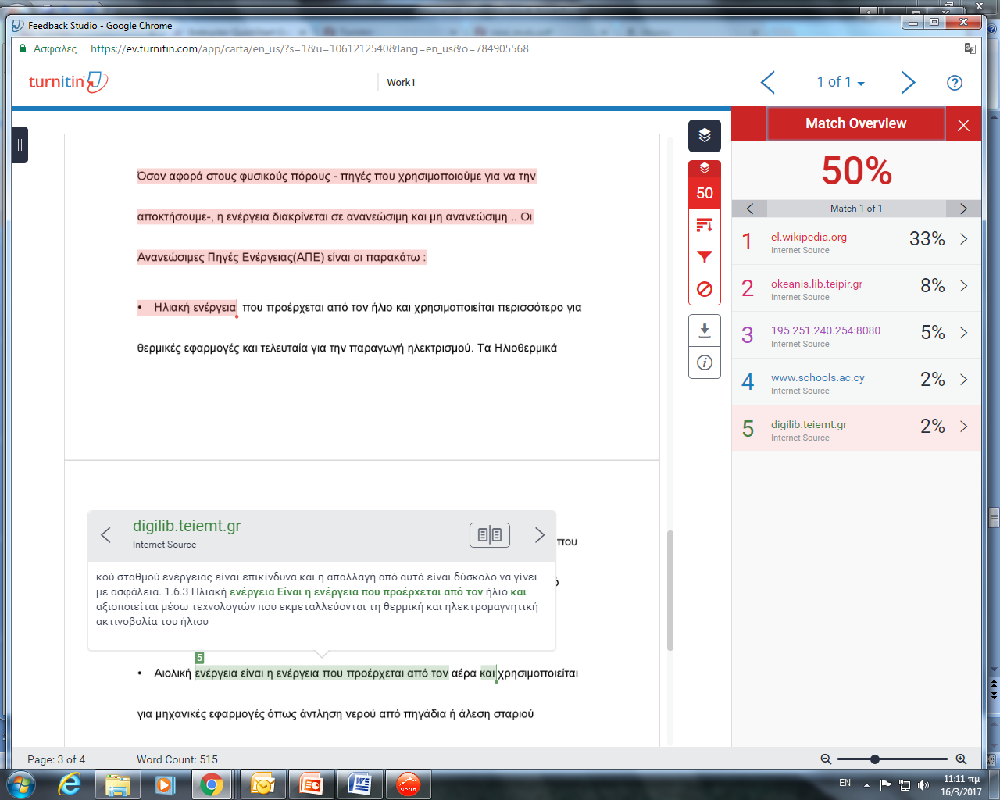 Feedback Studio - Google Chrome
Ασφαλές
https://ev.turnitin.com/app/carta/en_us/?s=1&u=1061212540&lang=en_us&o=784905568
turnitin
Work1
1 of 1
?
Match Overview
50%
Match 1 of 1
50
1 el.wikipedia.org 33%
Internet Source
2 okeanis.lib.teipir.gr 8%
Internet Source
3 195.251.240.254:8080 5%
Internet Source
4 www.schools.ac.cy 2%
Internet Source
5 digilib.teiemt.gr 2%
Internet Source
Όσον αφορά στους φυσικούς πόρους - πηγές που χρησιμοποιούμε για να την
αποκτήσουμε-, η ενέργεια διακρίνεται σε ανανεώσιμη και μη ανανεώσιμη .. Οι
Ανανεώσιμες Πηγές Ενέργειας(ΑΠΕ) είναι οι παρακάτω :
• Ηλιακή ενέργεια που προέρχεται από τον ήλιο και χρησιμοποιείται περισσότερο για
θερμικές εφαρμογές και τελευταία για την παραγωγή ηλεκτρισμού. Τα Ηλιοθερμικά
digilib.teiemt.gr
Internet Source
που
κού σταθμού ενέργειας είναι επικίνδυνα και η απαλλαγή από αυτά είναι δύσκολο να γίνει
με ασφάλεια. 1.6.3 Ηλιακή ενέργεια Είναι η ενέργεια που προέρχεται από τον ήλιο και
αξιοποιείται μέσω τεχνολογιών που εκμεταλλεύονται τη θερμική και ηλεκτρομαγνητική
ακτινοβολία του ήλιου
5
• Αιολική ενέργεια είναι η ενέργεια που προέρχεται από τον αέρα και χρησιμοποιείται
για μηχανικές εφαρμογές όπως άντληση νερού από πηγάδια ή άλεση σταριού
Page: 3 of 4
Word Count: 515
EN
11:11 πμ
16/3/2017